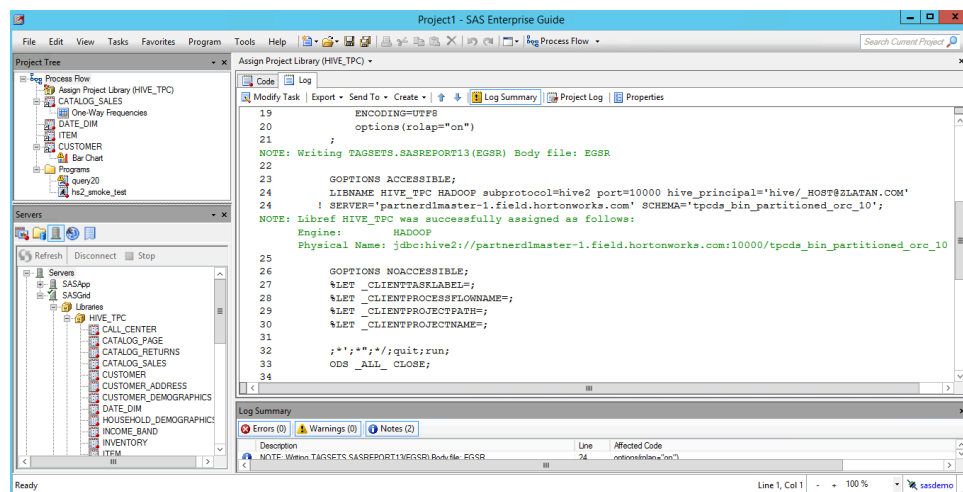 Project1 - SAS Enterprise Guide
File Edit View Tasks Favorites Program Tools Help Process Flow
Search Current Project
Project Tree
Process Flow
Assign Project Library (HIVE_TPC)
CATALOG_SALES
One-Way Frequencies
DATE_DIM
ITEM
CUSTOMER
Bar Chart
Programs
query20
hs2_smoke_test
Servers
Refresh Disconnect Stop
Servers
SASApp
SASGrid
Libraries
HIVE_TPC
CALL_CENTER
CATALOG_PAGE
CATALOG_RETURNS
CATALOG_SALES
CUSTOMER
CUSTOMER_ADDRESS
CUSTOMER_DEMOGRAPHICS
DATE_DIM
HOUSEHOLD_DEMOGRAPHICS
INCOME_BAND
INVENTORY
ITEM
Assign Project Library (HIVE_TPC)
Code Log
Modify Task Export Send To Create Log Summary Project Log Properties
19 ENCODING=UTF8
20 options(rolap="on")
21 ;
NOTE: Writing TAGSETS.SASREPORT13(EGSR) Body file: EGSR
22
23 GOPTIONS ACCESSIBLE;
24 LIBNAME HIVE_TPC HADOOP subprotocol=hive2 port=10000 hive_principal='hive/_HOST@ZLATAN.COM'
24 ! SERVER='partnerd1master-1.field.hortonworks.com' SCHEMA='tpcds_bin_partitioned_orc_10';
NOTE: Libref HIVE_TPC was successfully assigned as follows:
Engine: HADOOP
Physical Name: jdbc:hive2://partnerd1master-1.field.hortonworks.com:10000/tpcds_bin_partitioned_orc_10
25
26 GOPTIONS NOACCESSIBLE;
27 %LET _CLIENTTASKLABEL=;
28 %LET _CLIENTPROCESSFLOWNAME=;
29 %LET _CLIENTPROJECTPATH=;
30 %LET _CLIENTPROJECTNAME=;
31
32 ;*';*";*/;quit;run;
33 ODS _ALL_ CLOSE;
34
Log Summary
Errors (0) Warnings (0) Notes (2)
Description Line Affected Code
NOTE: Writing TAGSETS.SASREPORT13(EGSR) Body file: EGSR 24 options(rolap="on")
Ready
Line 1, Col 1 - + 100 % sasdemo